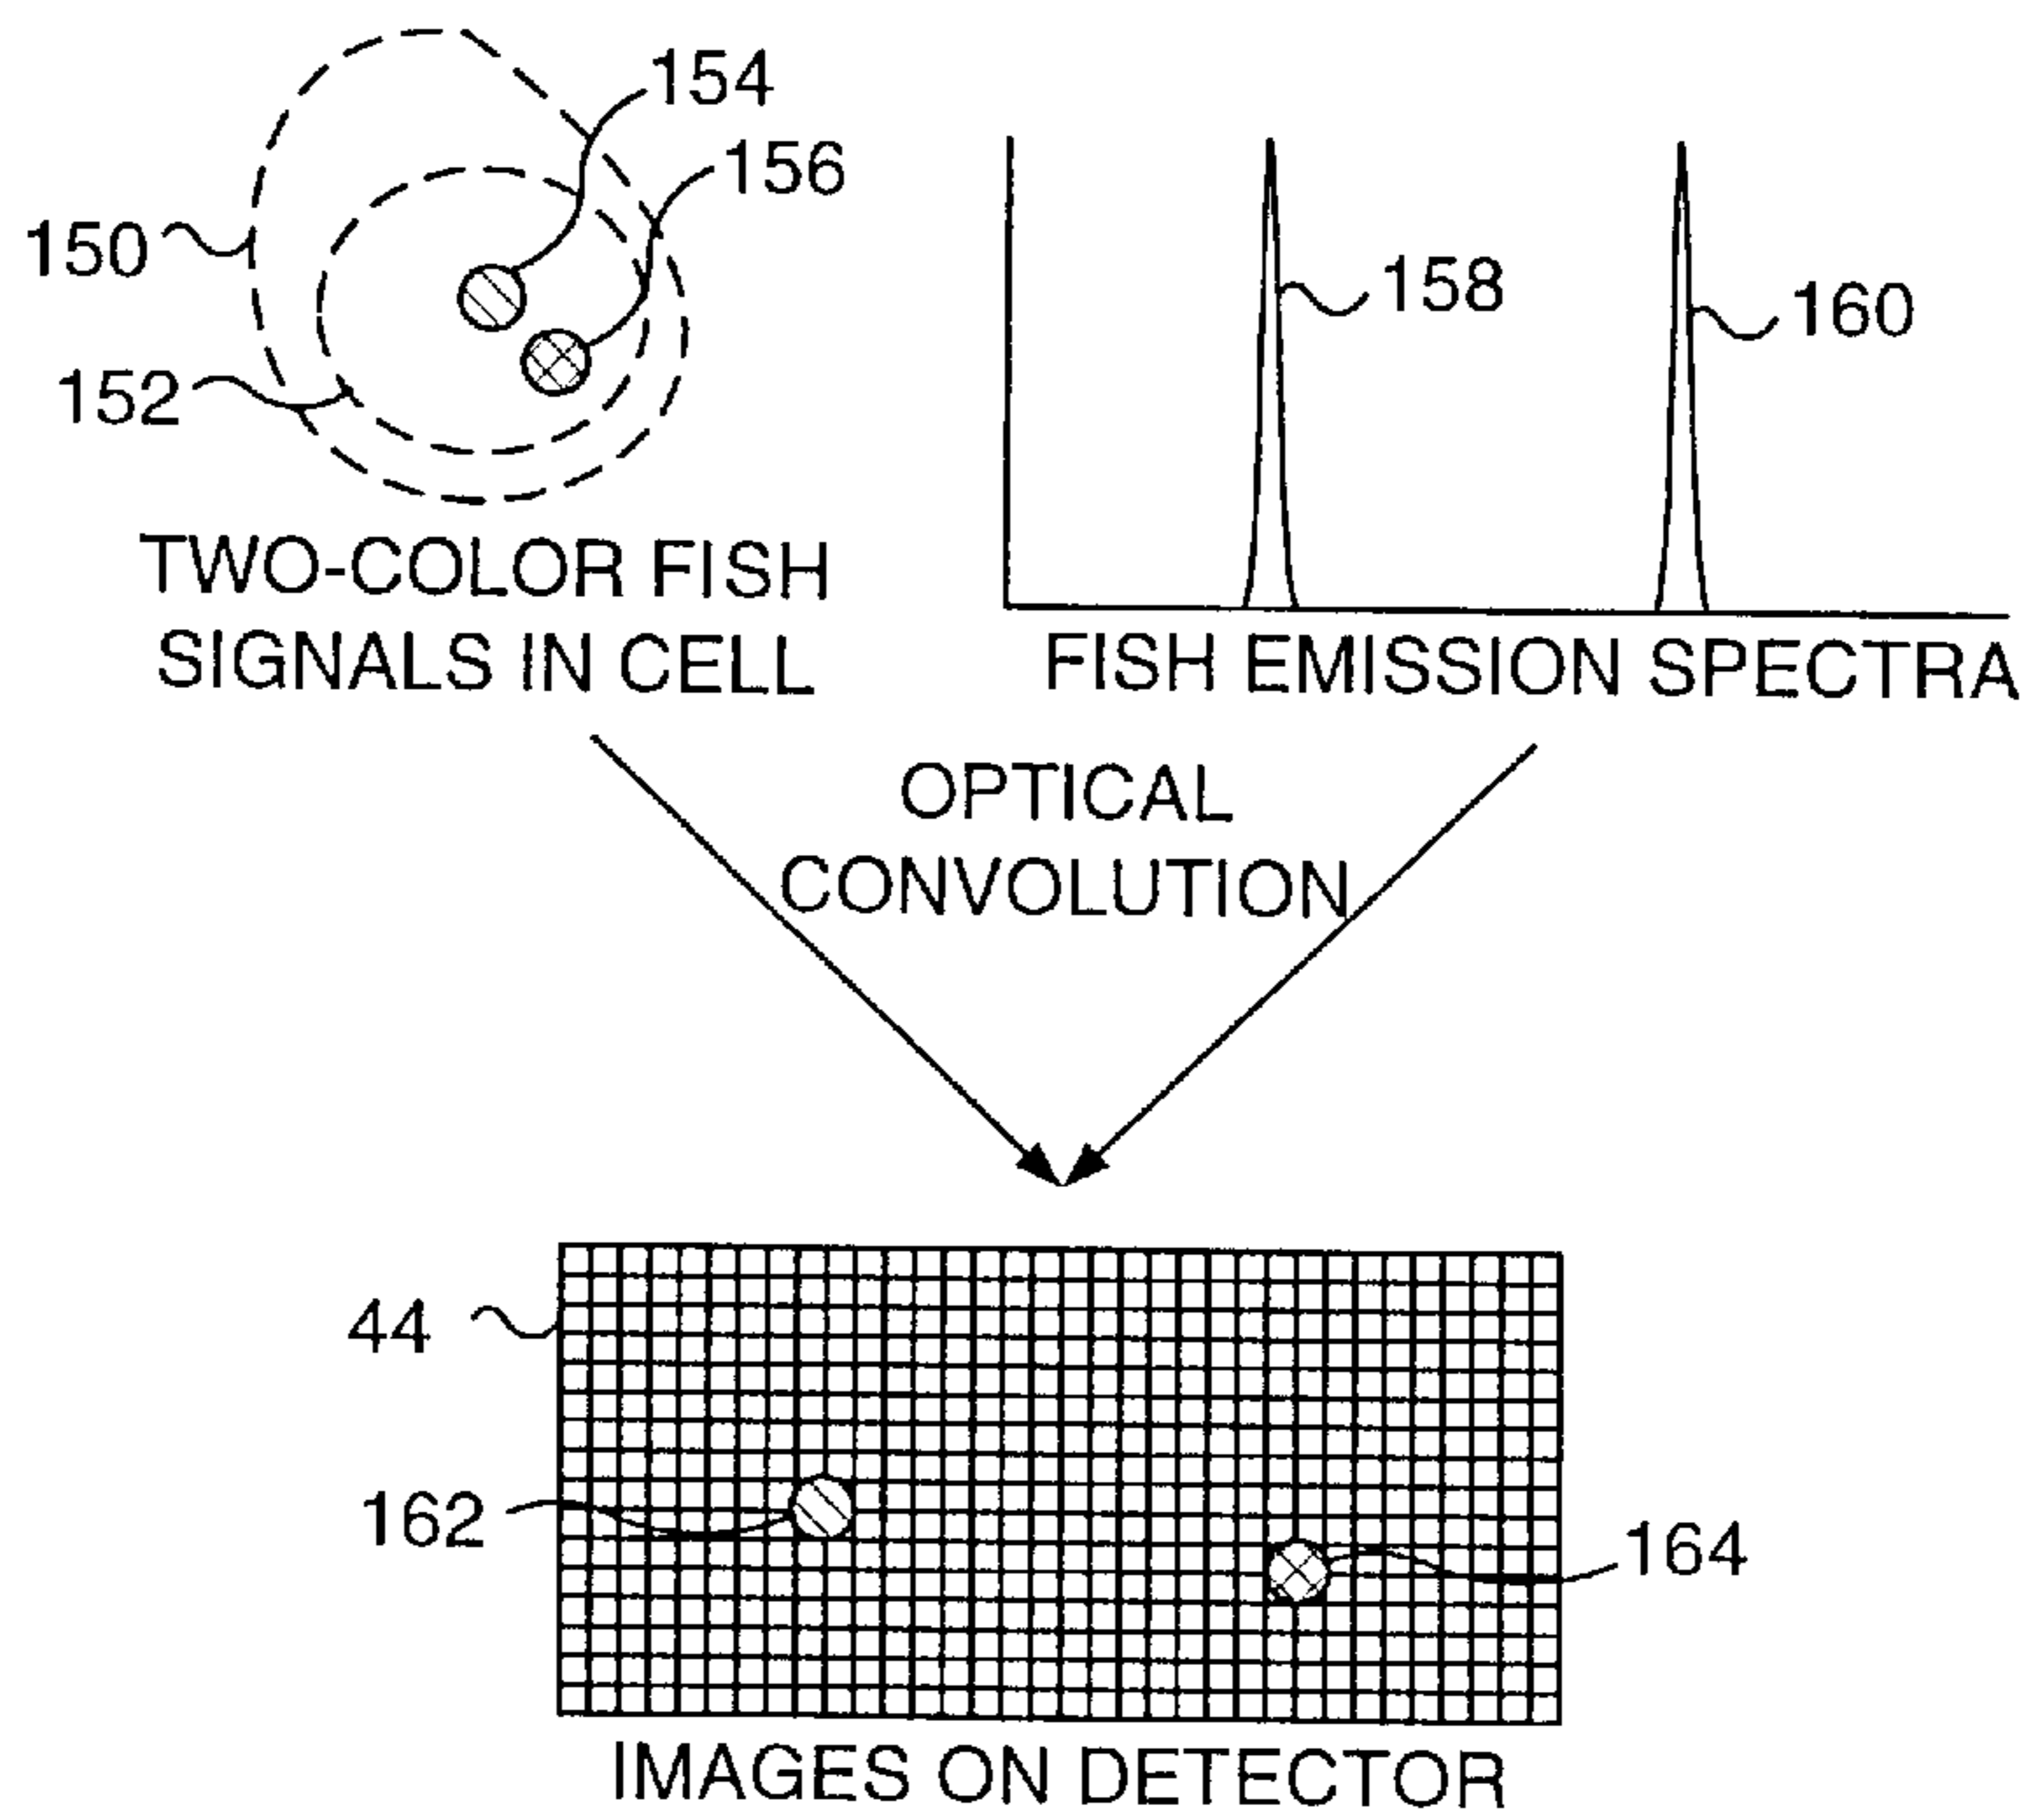 154
156
150
152
158
160
TWO-COLOR FISH
SIGNALS IN CELL
FISH EMISSION SPECTRA
OPTICAL
CONVOLUTION
44
162
164
IMAGES ON DETECTOR